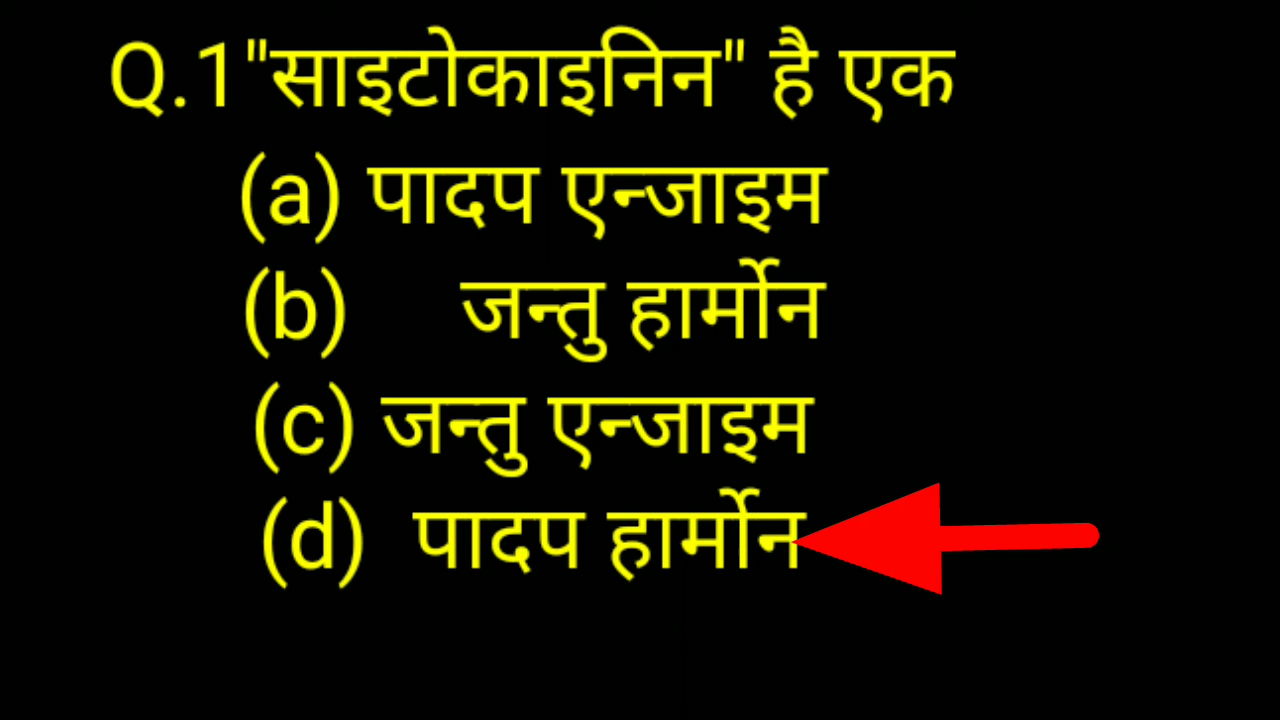 Q.1"साइटोकाइनिन" है एक
(a) पादप एन्जाइम
(b) जन्तु हार्मोन
(c) जन्तु एन्जाइम
(d) पादप हार्मोन